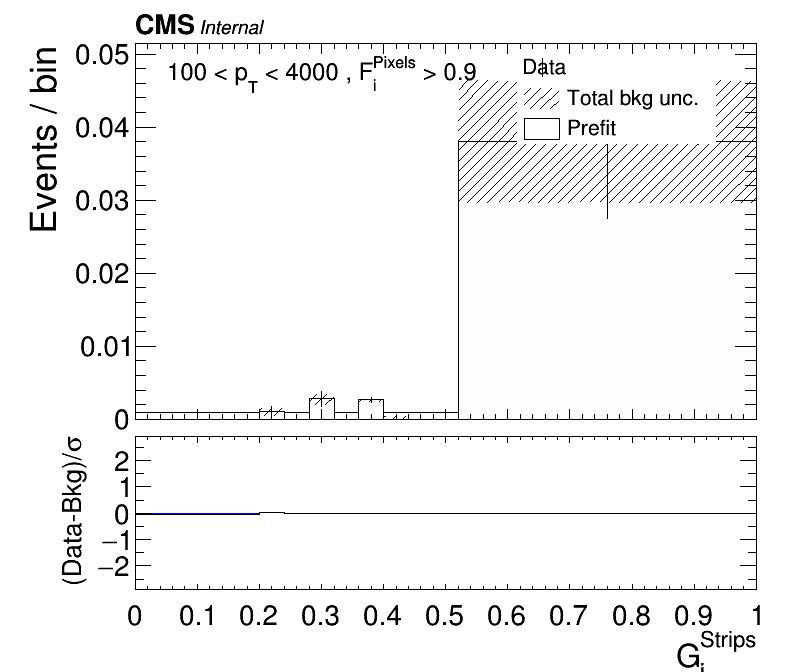 CMS Internal
Events / bin
0.05
0.04
0.03
0.02
0.01
0
100 < p_T < 4000 , F_i^Pixels > 0.9
Data
Total bkg unc.
Prefit
(Data-Bkg)/σ
2
1
0
−1
−2
0 0.1 0.2 0.3 0.4 0.5 0.6 0.7 0.8 0.9 1
G_i^Strips